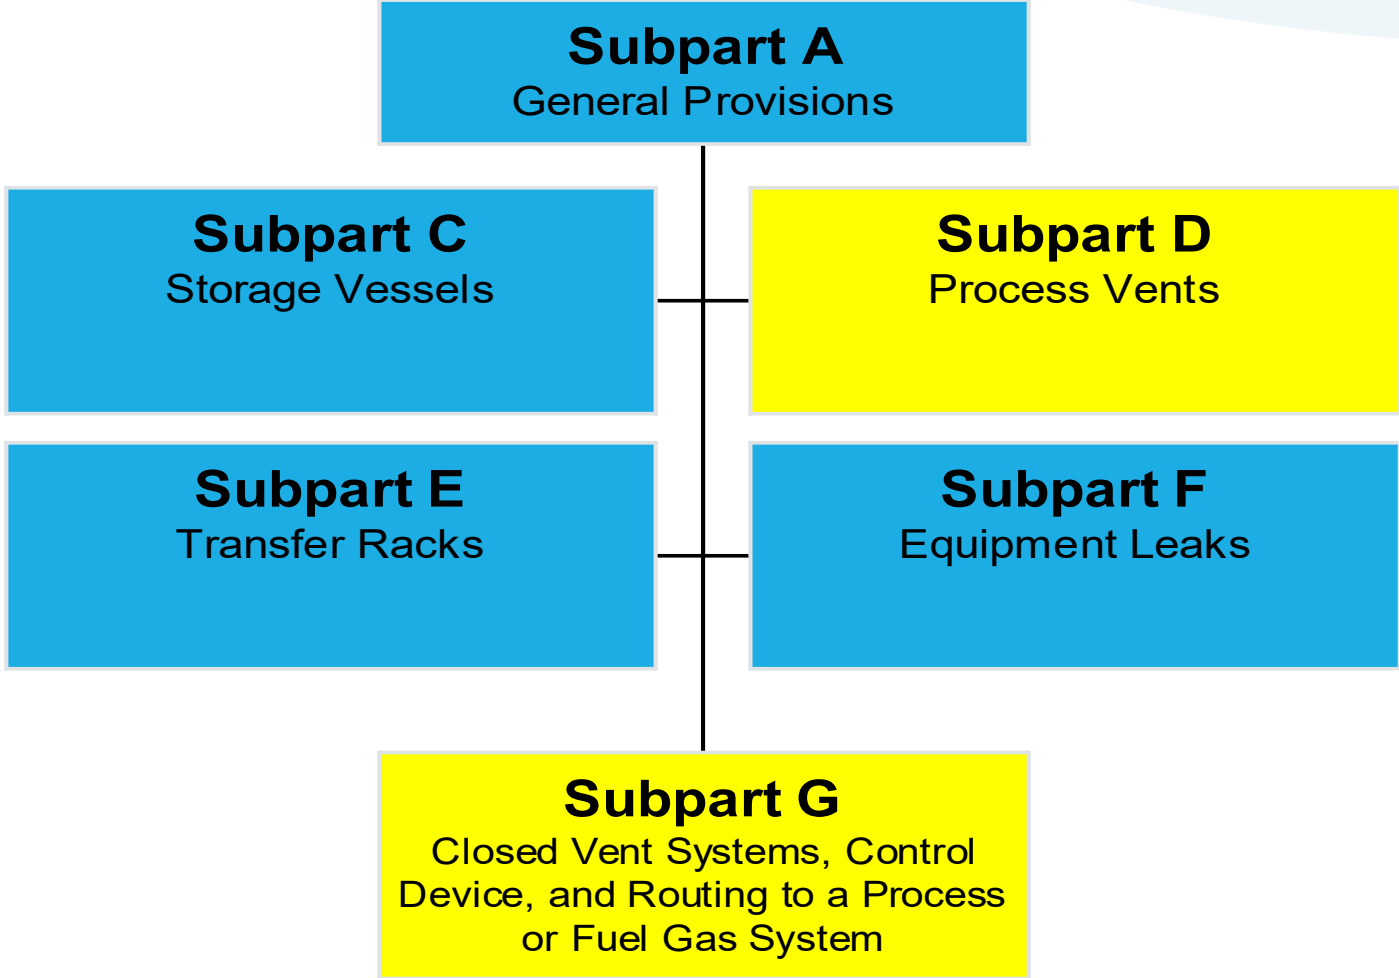 Subpart A
General Provisions
Subpart C
Storage Vessels
Subpart D
Process Vents
Subpart E
Transfer Racks
Subpart F
Equipment Leaks
Subpart G
Closed Vent Systems, Control
Device, and Routing to a Process
or Fuel Gas System